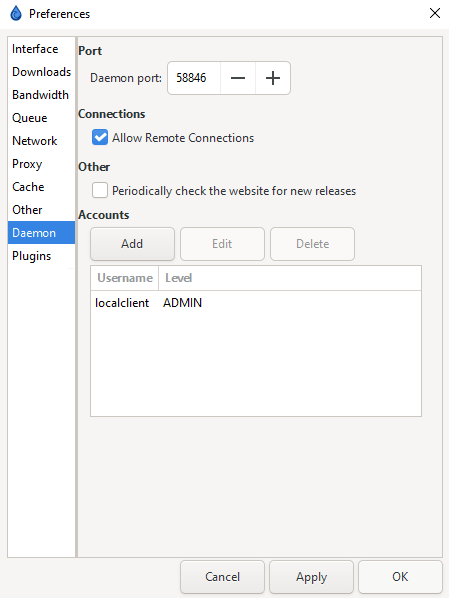 Preferences
Interface
Downloads
Bandwidth
Queue
Network
Proxy
Cache
Other
Daemon
Plugins
Port
Daemon port: 58846
Connections
Allow Remote Connections
Other
Periodically check the website for new releases
Accounts
Add Edit Delete
Username Level
localclient ADMIN
Cancel Apply OK